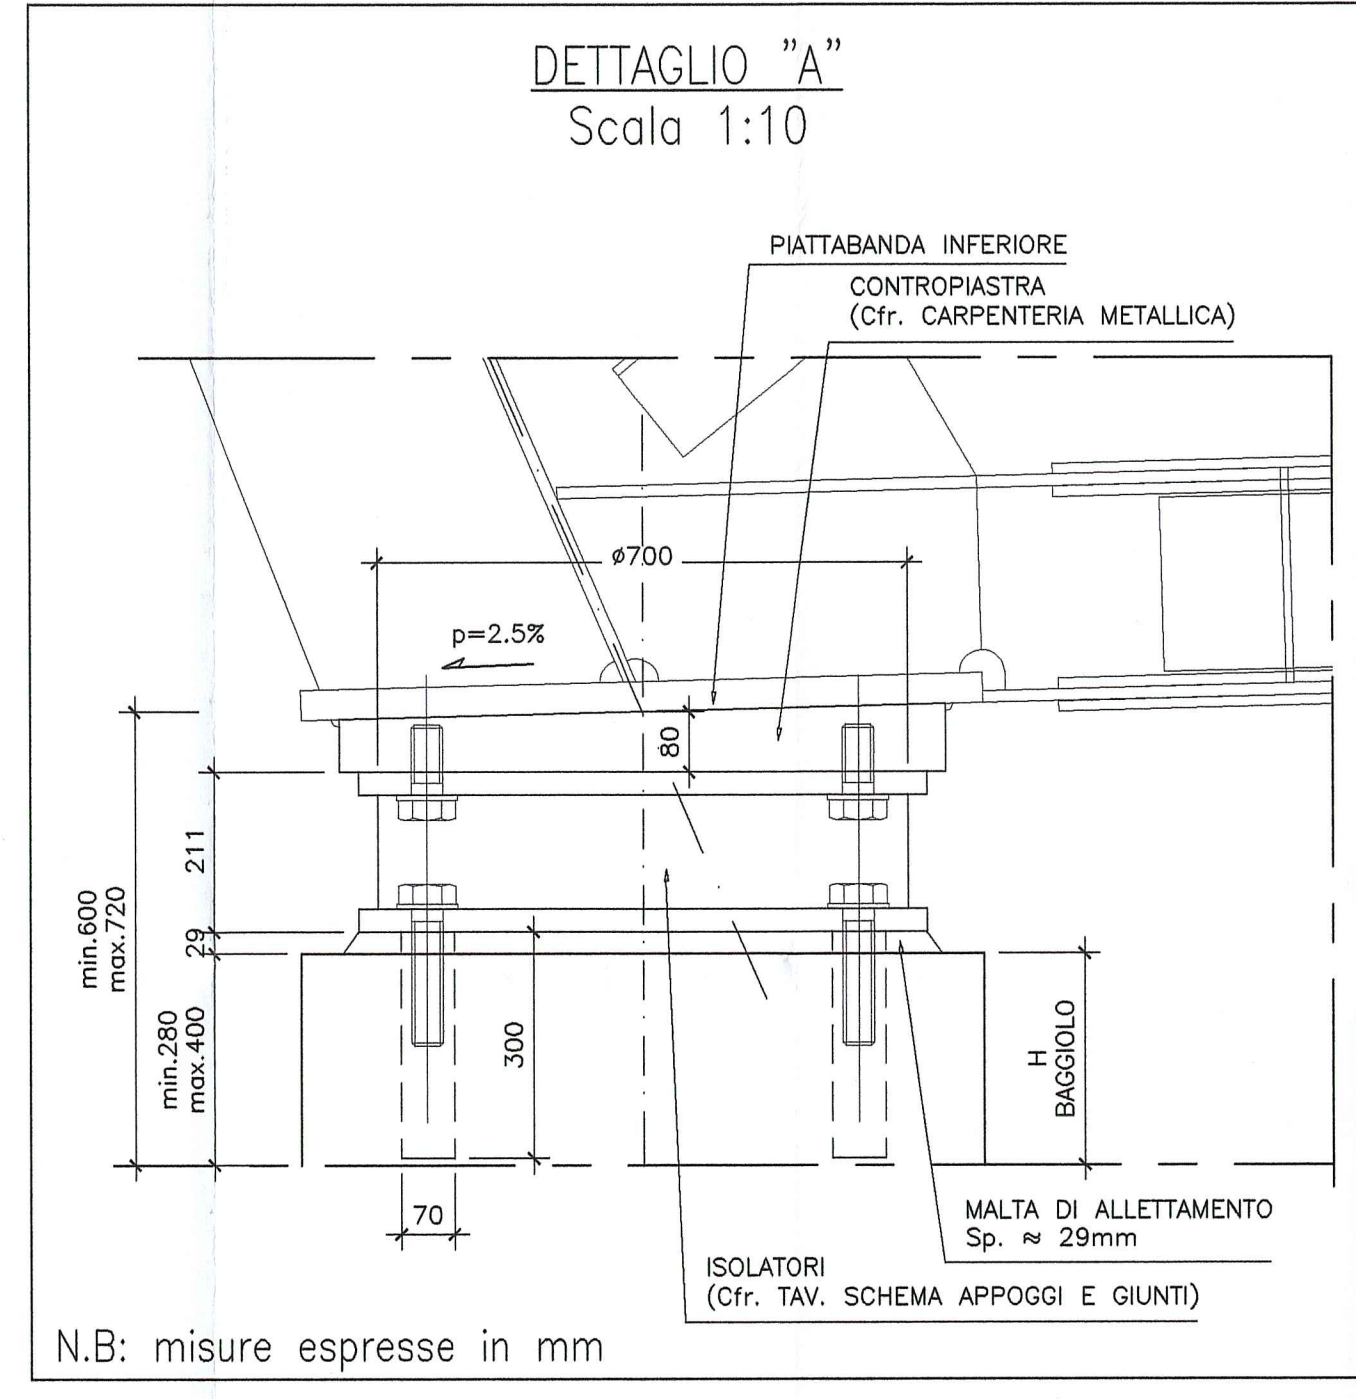 DETTAGLIO "A"
Scala 1:10
PIATTABANDA INFERIORE
CONTROPIASTRA
(Cfr. CARPENTERIA METALLICA)
ø700
p=2.5%
80
211
min.600
max.720
29
min.280
max.400
300
H
BAGGIOLO
70
MALTA DI ALLETTAMENTO
Sp. ≈ 29mm
ISOLATORI
(Cfr. TAV. SCHEMA APPOGGI E GIUNTI)
N.B: misure espresse in mm